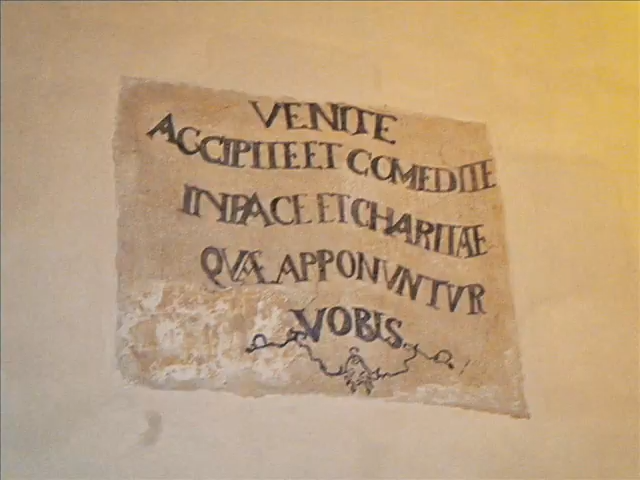 VENITE
ACCIPITE ET COMEDITE
IN PACE ET CHARITAE
QVÆ APPONVNTVR
VOBIS